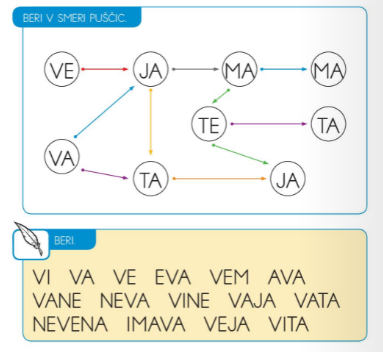 BERI V SMERI PUŠČIC.
VE JA MA MA
TE TA
VA
TA JA
BERI.
VI VA VE EVA VEM AVA
VANE NEVA VINE VAJA VATA
NEVENA IMAVA VEJA VITA